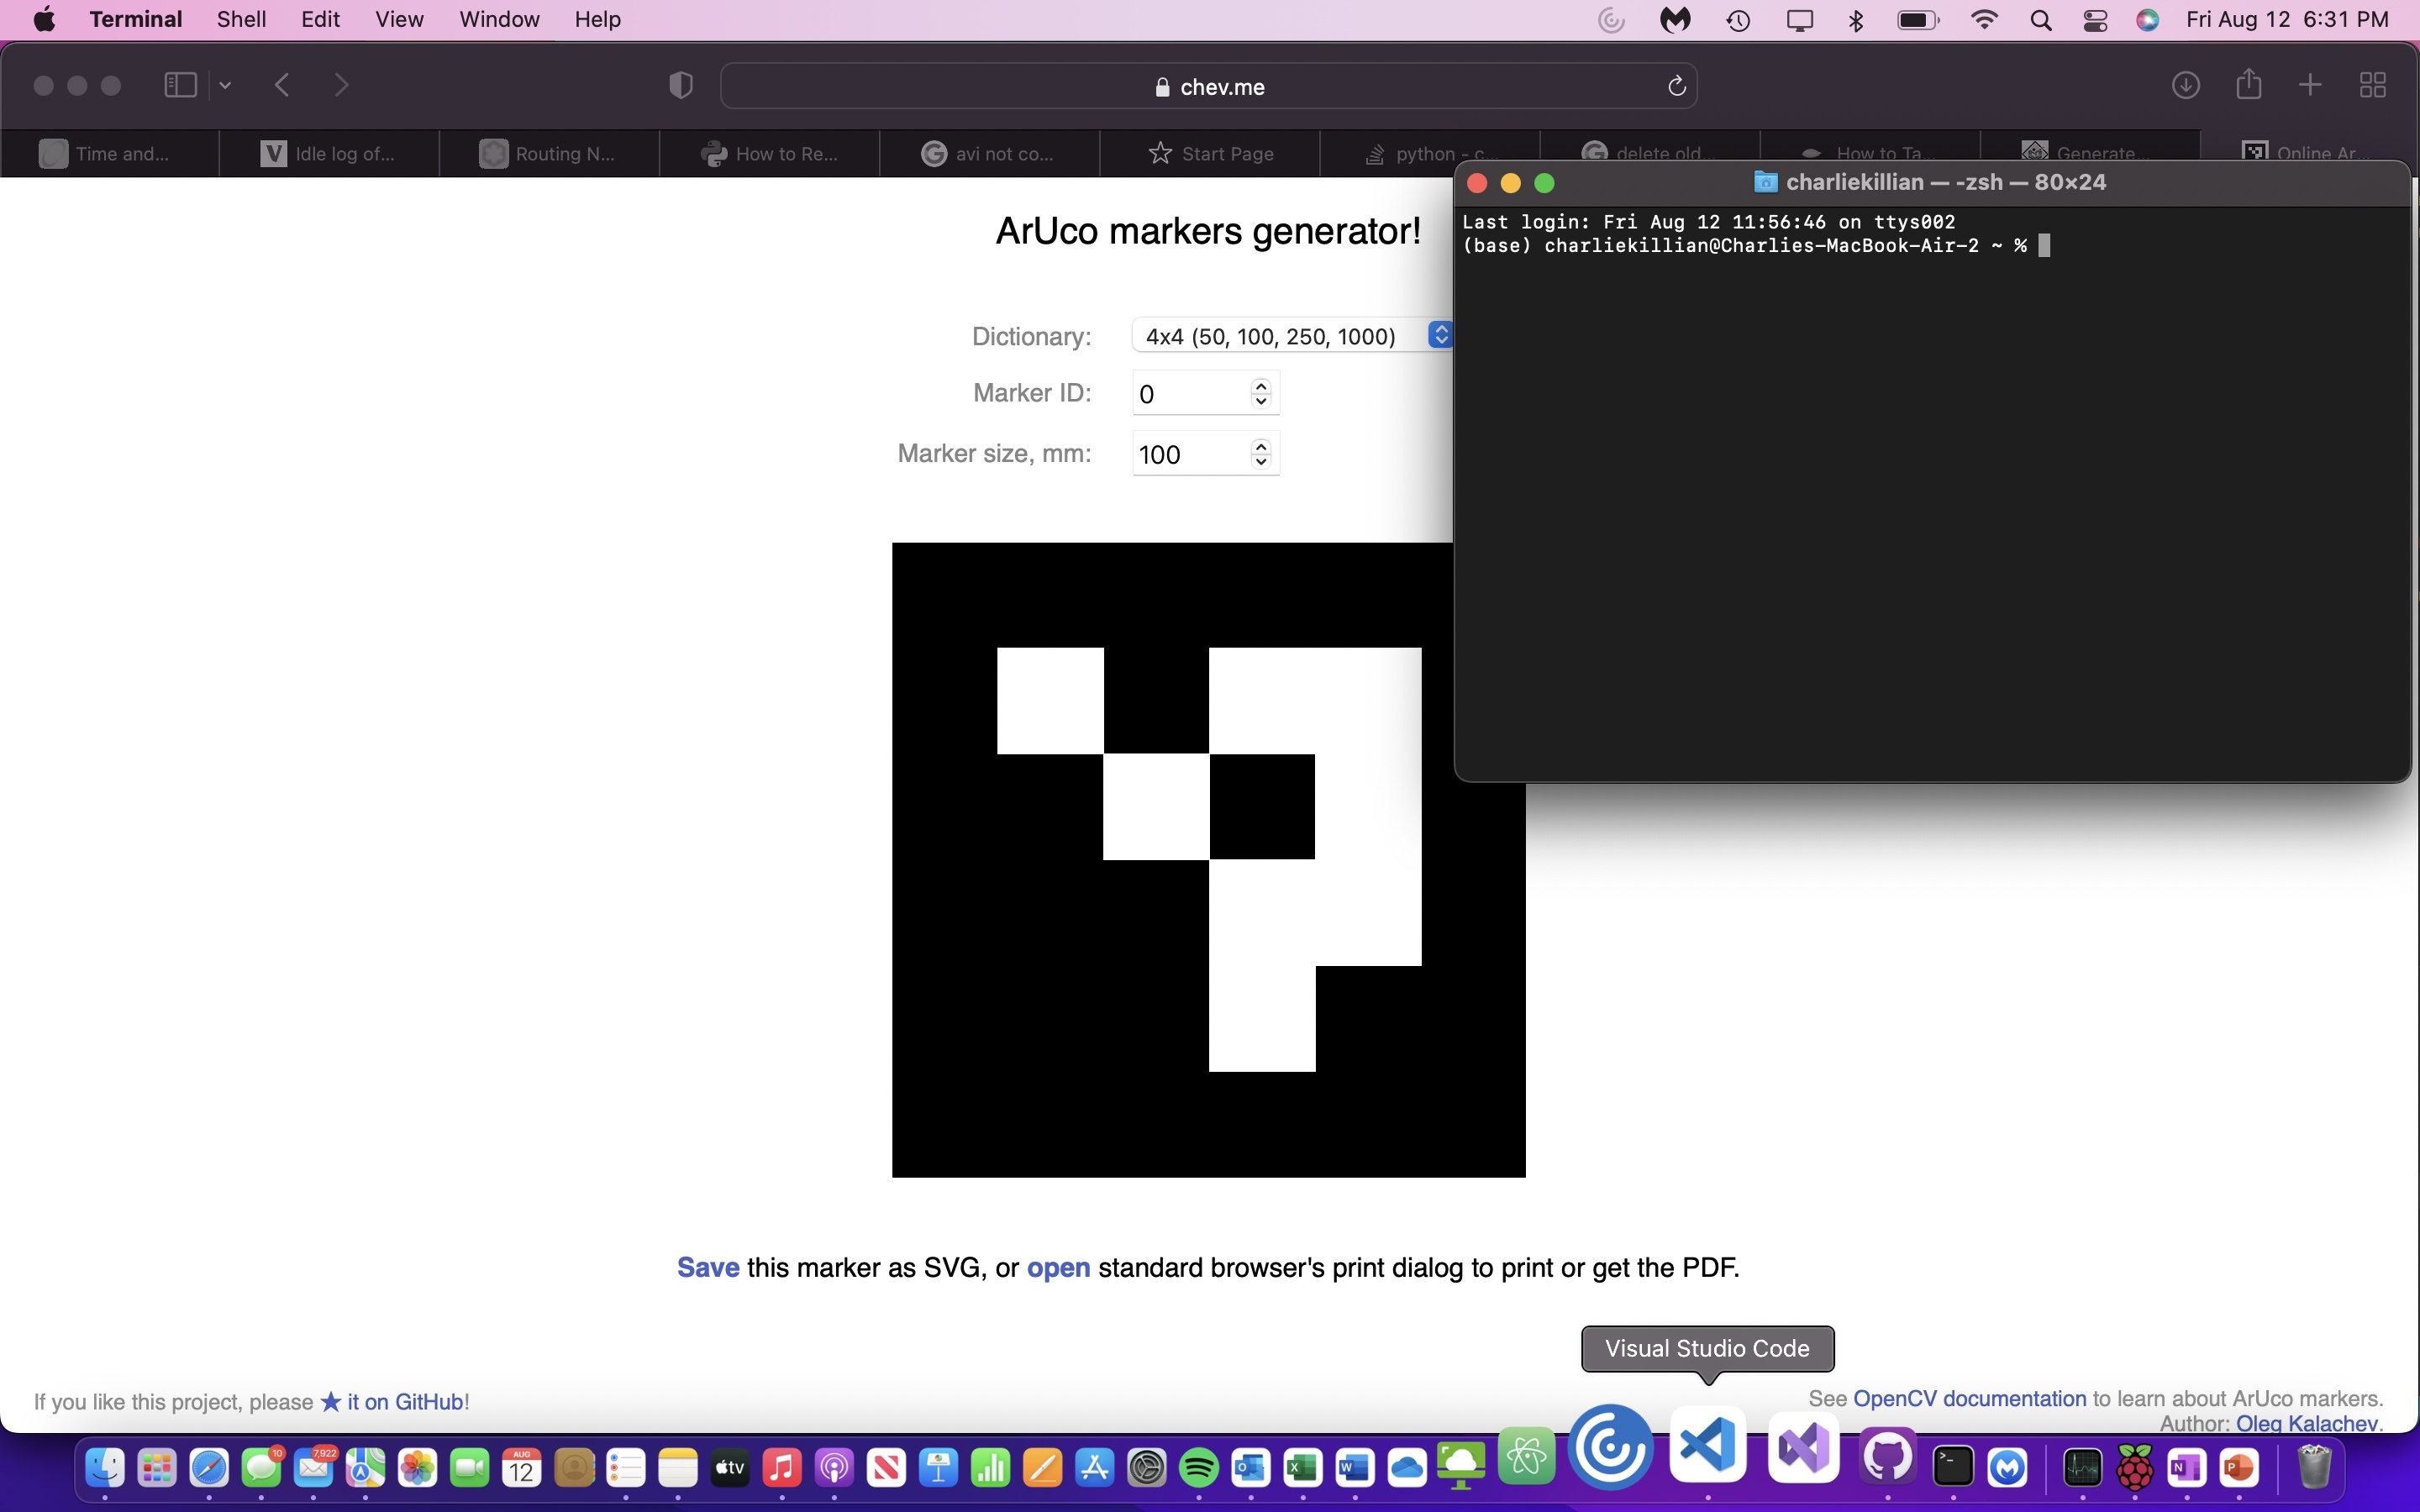 Terminal Shell Edit View Window Help Fri Aug 12 6:31 PM
chev.me
Time and... Idle log of... Routing N... How to Re... avi not co... Start Page python - c... delete old... How to Ta... Generate... Online Ar...
charliekillian — -zsh — 80×24
Last login: Fri Aug 12 11:56:46 on ttys002
(base) charliekillian@Charlies-MacBook-Air-2 ~ %
ArUco markers generator!
Dictionary: 4x4 (50, 100, 250, 1000)
Marker ID: 0
Marker size, mm: 100
Save this marker as SVG, or open standard browser's print dialog to print or get the PDF.
Visual Studio Code
If you like this project, please ★ it on GitHub!
See OpenCV documentation to learn about ArUco markers.
Author: Oleg Kalachev.
10
7,922
AUG
12
tv